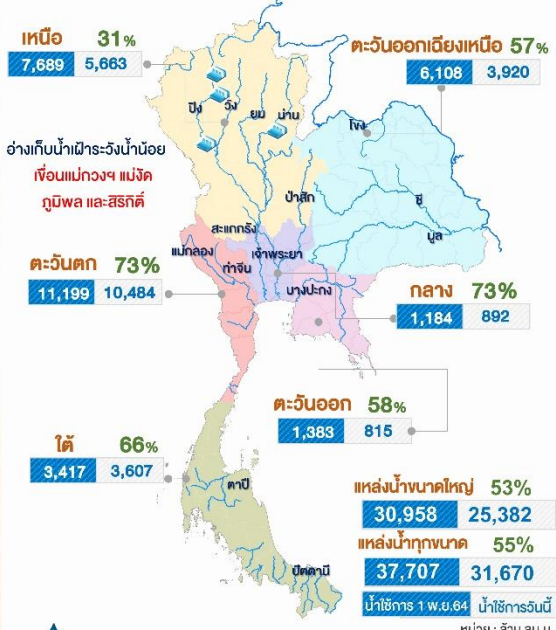 เหนือ 31%
7,689 5,663
ตะวันออกเฉียงเหนือ 57%
6,108 3,920
ปิง วัง ยม น่าน
โขง
อ่างเก็บน้ำเฝ้าระวังน้ำน้อย
เขื่อนแม่กวงฯ แม่งัด
ภูมิพล และสิริกิติ์
ป่าสัก
ชี
มูล
สะแกกรัง
แม่กลอง
ท่าจีน
เจ้าพระยา
บางปะกง
ตะวันตก 73%
11,199 10,484
กลาง 73%
1,184 892
ตะวันออก 58%
1,383 815
ใต้ 66%
3,417 3,607
ตาปี
ปัตตานี
แหล่งน้ำขนาดใหญ่ 53%
30,958 25,382
แหล่งน้ำทุกขนาด 55%
37,707 31,670
น้ำใช้การ 1 พ.ย.64 น้ำใช้การวันนี้
หน่วย : ล้าน ลบ.ม.